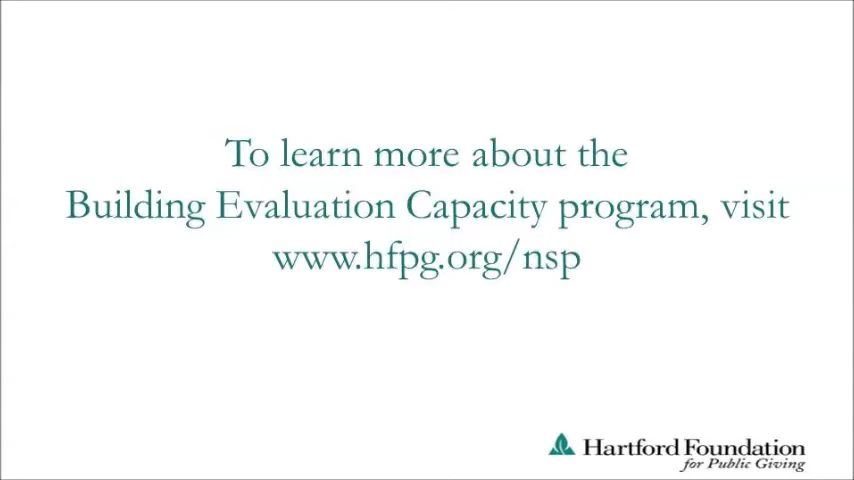 To learn more about the
Building Evaluation Capacity program, visit
www.hfpg.org/nsp
Hartford Foundation
for Public Giving